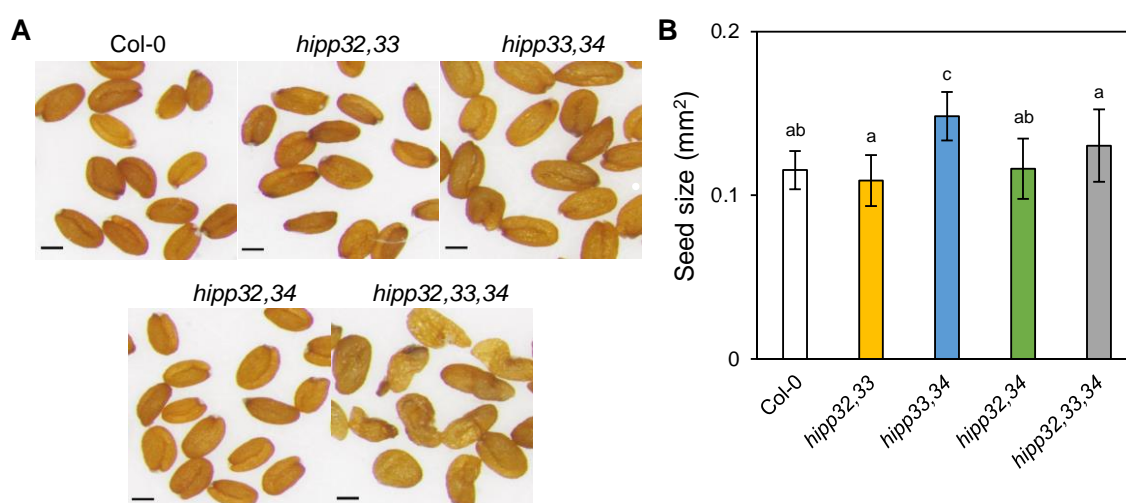 A
Col-0
hipp32,33
hipp33,34
hipp32,34
hipp32,33,34
B
Seed size (mm²)
0.2
0.1
0
ab
a
c
ab
a
Col-0
hipp32,33
hipp33,34
hipp32,34
hipp32,33,34